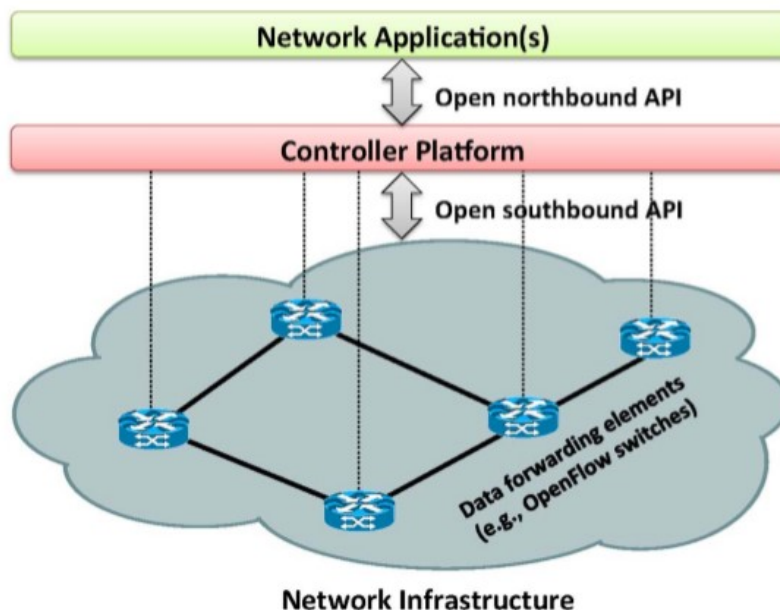 Network Application(s)
Open northbound API
Controller Platform
Open southbound API
Data forwarding elements
(e.g., OpenFlow switches)
Network Infrastructure